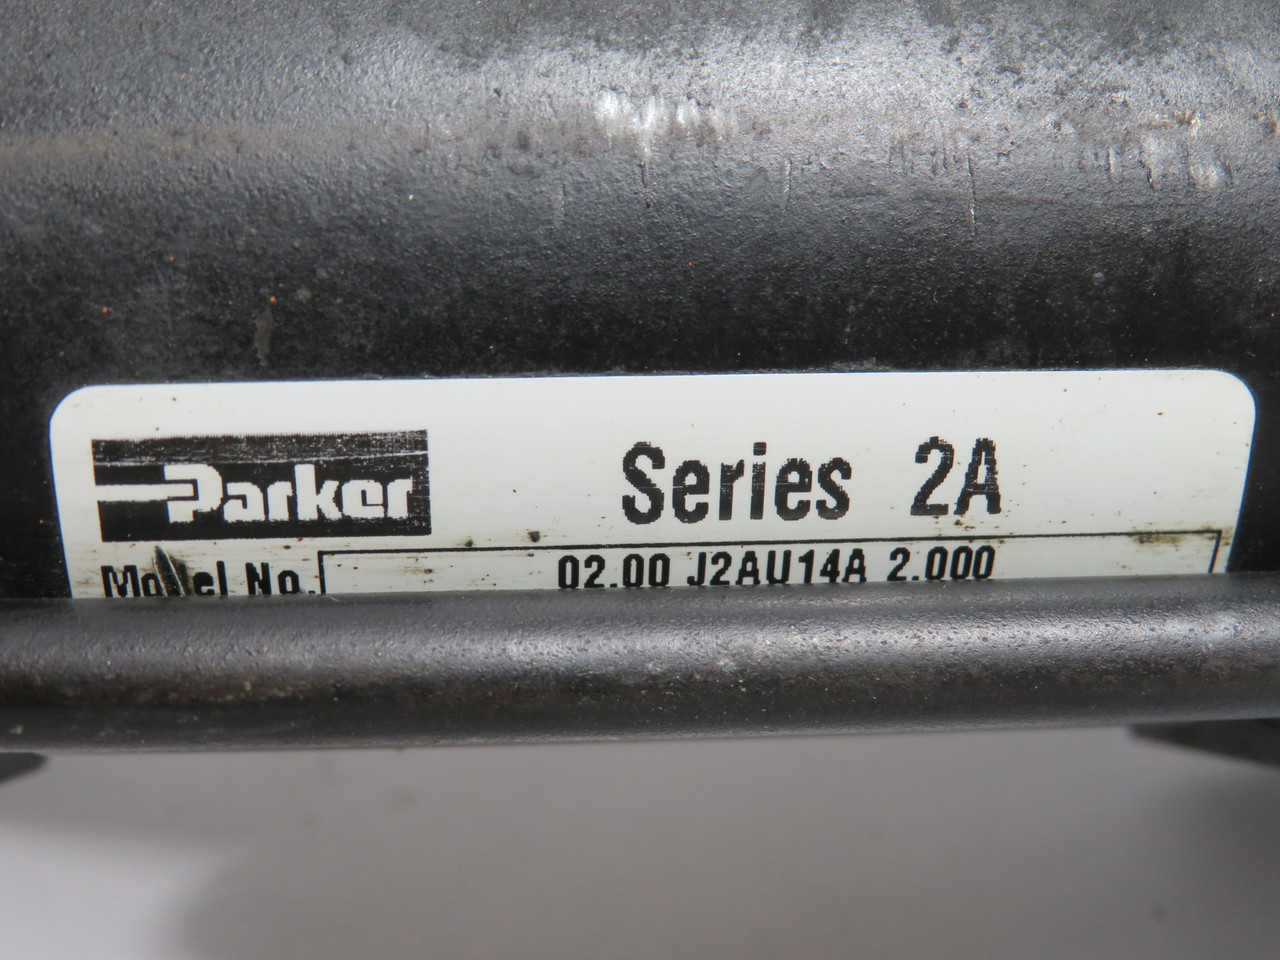 Parker
Series 2A
Model No. 02.00 J2AU14A 2.000